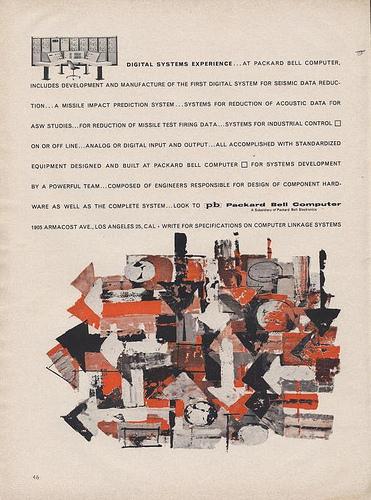 DIGITAL SYSTEMS EXPERIENCE...AT PACKARD BELL COMPUTER,
INCLUDES DEVELOPMENT AND MANUFACTURE OF THE FIRST DIGITAL SYSTEM FOR SEISMIC DATA REDUC-
TION...A MISSILE IMPACT PREDICTION SYSTEM...SYSTEMS FOR REDUCTION OF ACOUSTIC DATA FOR
ASW STUDIES...FOR REDUCTION OF MISSILE TEST FIRING DATA...SYSTEMS FOR INDUSTRIAL CONTROL □
ON OR OFF LINE...ANALOG OR DIGITAL INPUT AND OUTPUT...ALL ACCOMPLISHED WITH STANDARDIZED
EQUIPMENT DESIGNED AND BUILT AT PACKARD BELL COMPUTER □ FOR SYSTEMS DEVELOPMENT
BY A POWERFUL TEAM...COMPOSED OF ENGINEERS RESPONSIBLE FOR DESIGN OF COMPONENT HARD-
WARE AS WELL AS THE COMPLETE SYSTEM...LOOK TO pb Packard Bell Computer
A Subsidiary of Packard Bell Electronics
1905 ARMACOST AVE., LOS ANGELES 25, CAL. • WRITE FOR SPECIFICATIONS ON COMPUTER LINKAGE SYSTEMS
46